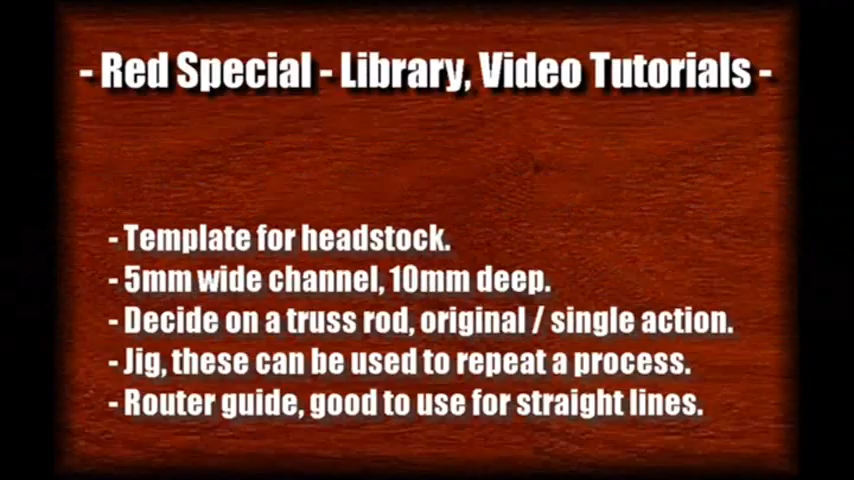 - Red Special - Library, Video Tutorials -
- Template for headstock.
- 5mm wide channel, 10mm deep.
- Decide on a truss rod, original / single action.
- Jig, these can be used to repeat a process.
- Router guide, good to use for straight lines.